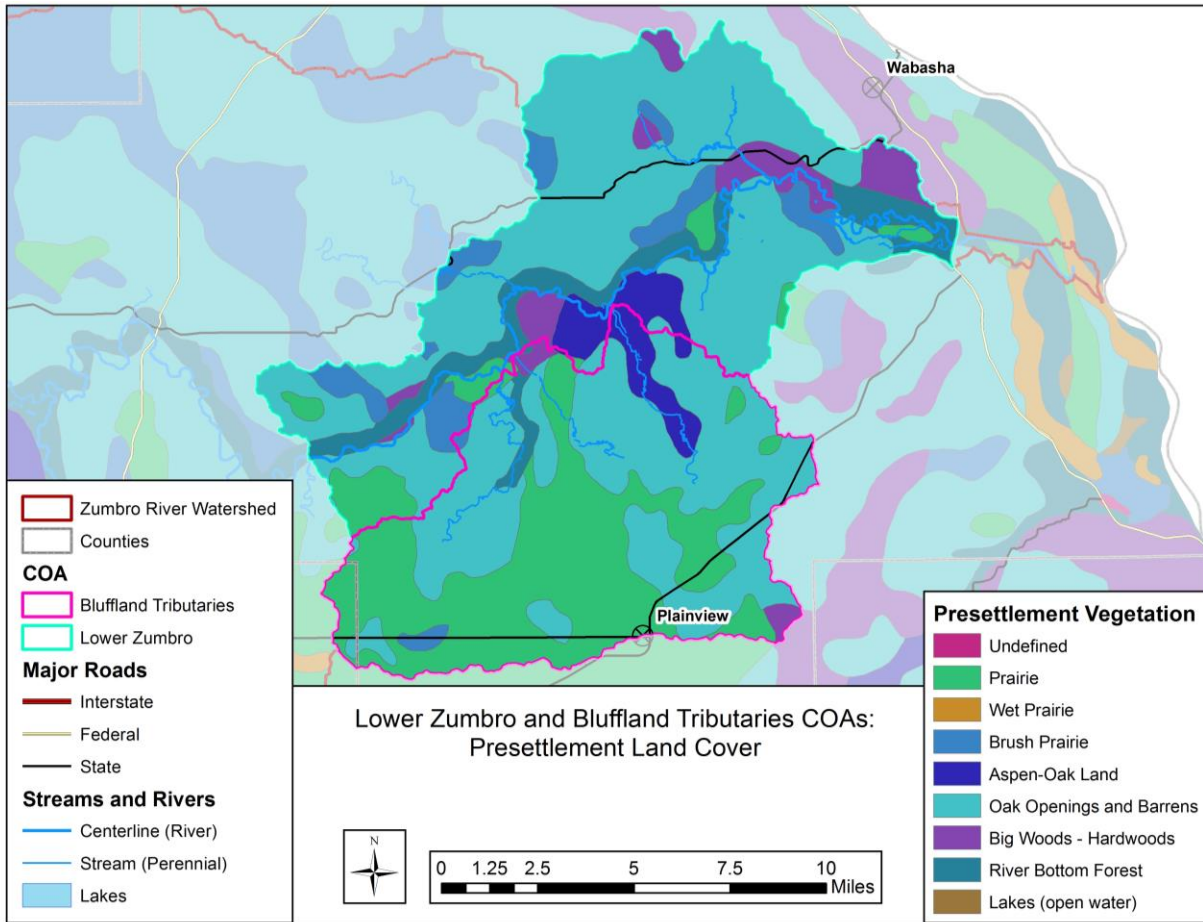 Wabasha
Plainview
Zumbro River Watershed
Counties
COA
Bluffland Tributaries
Lower Zumbro
Major Roads
Interstate
Federal
State
Streams and Rivers
Centerline (River)
Stream (Perennial)
Lakes
Lower Zumbro and Bluffland Tributaries COAs:
Presettlement Land Cover
N
0 1.25 2.5 5 7.5 10
Miles
Presettlement Vegetation
Undefined
Prairie
Wet Prairie
Brush Prairie
Aspen-Oak Land
Oak Openings and Barrens
Big Woods - Hardwoods
River Bottom Forest
Lakes (open water)